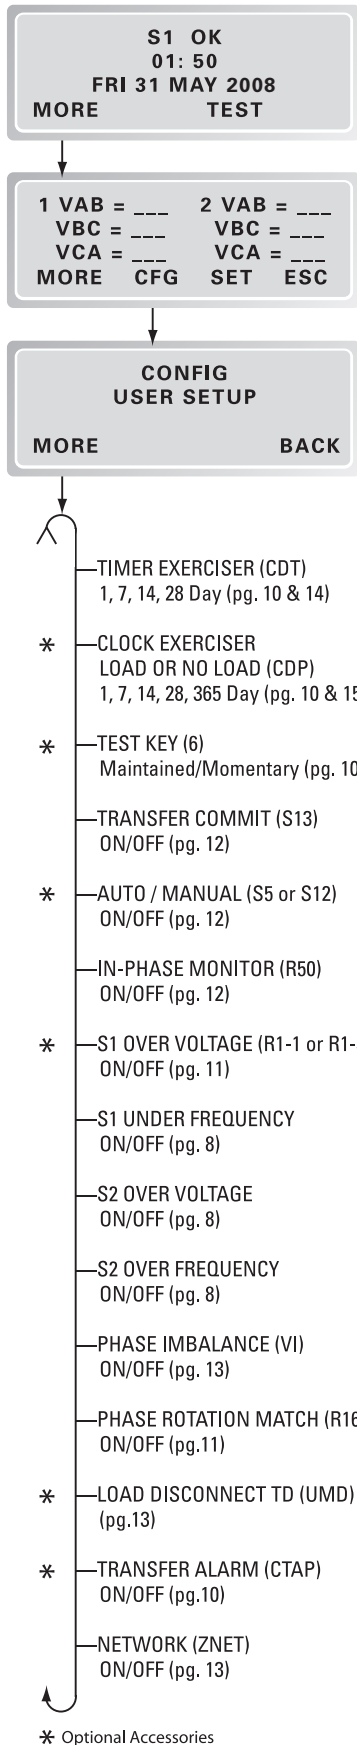 S1 OK
01: 50
FRI 31 MAY 2008
MORE TEST
1 VAB = ___ 2 VAB = ___
VBC = ___ VBC = ___
VCA = ___ VCA = ___
MORE CFG SET ESC
CONFIG
USER SETUP
MORE BACK
TIMER EXERCISER (CDT)
1, 7, 14, 28 Day (pg. 10 & 14)
* CLOCK EXERCISER
LOAD OR NO LOAD (CDP)
1, 7, 14, 28, 365 Day (pg. 10 & 15
* TEST KEY (6)
Maintained/Momentary (pg. 10
TRANSFER COMMIT (S13)
ON/OFF (pg. 12)
* AUTO / MANUAL (S5 or S12)
ON/OFF (pg. 12)
IN-PHASE MONITOR (R50)
ON/OFF (pg. 12)
* S1 OVER VOLTAGE (R1-1 or R1-
ON/OFF (pg. 11)
S1 UNDER FREQUENCY
ON/OFF (pg. 8)
S2 OVER VOLTAGE
ON/OFF (pg. 8)
S2 OVER FREQUENCY
ON/OFF (pg. 8)
PHASE IMBALANCE (VI)
ON/OFF (pg. 13)
PHASE ROTATION MATCH (R16
ON/OFF (pg.11)
* LOAD DISCONNECT TD (UMD)
(pg.13)
* TRANSFER ALARM (CTAP)
ON/OFF (pg.10)
NETWORK (ZNET)
ON/OFF (pg. 13)
* Optional Accessories